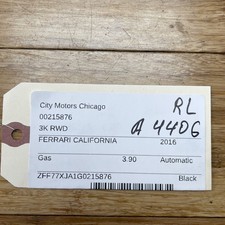 City Motors Chicago
00215876
3K RWD
FERRARI CALIFORNIA 2016
Gas 3.90 Automatic
ZFF77XJA1G0215876 Black
RL
A 4406